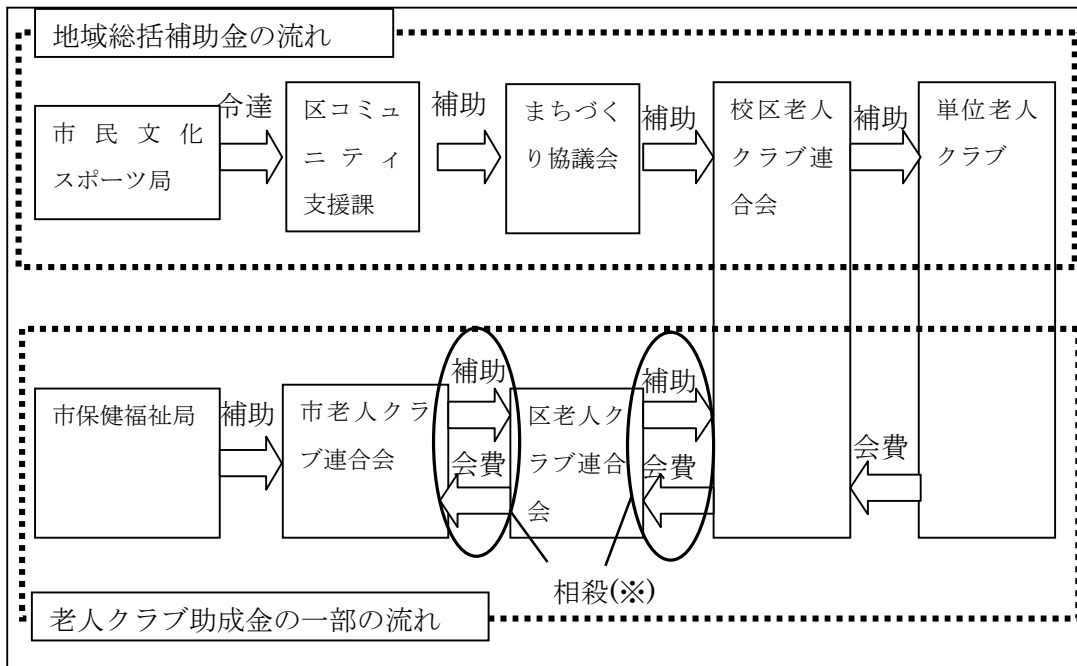 地域総括補助金の流れ
令達
補助
補助
補助
市民文化
スポーツ局
区コミュ
ニティ
支援課
まちづく
り協議会
校区老人
クラブ連
合会
単位老人
クラブ
補助
補助
補助
市保健福祉局
市老人クラ
ブ連合会
区老人ク
ラブ連合
会
会費
会費
会費
相殺(※)
老人クラブ助成金の一部の流れ